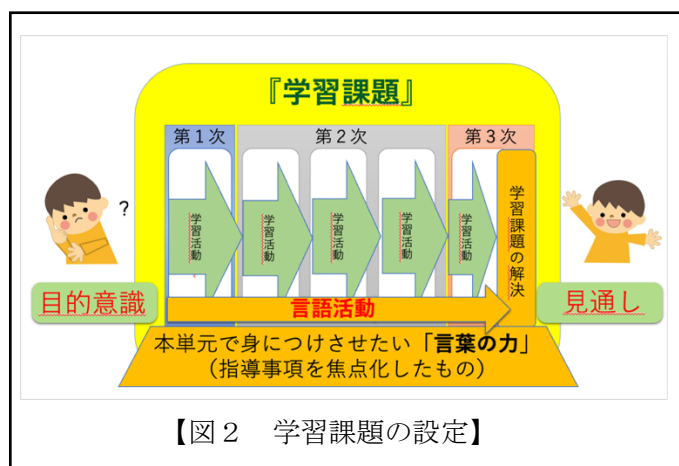 『学習課題』
第１次
第２次
第３次
学習活動
学習活動
学習活動
学習活動
学習活動
学習課題の解決
?
目的意識
言語活動
見通し
本単元で身につけさせたい「言葉の力」
（指導事項を焦点化したもの）
【図２　学習課題の設定】